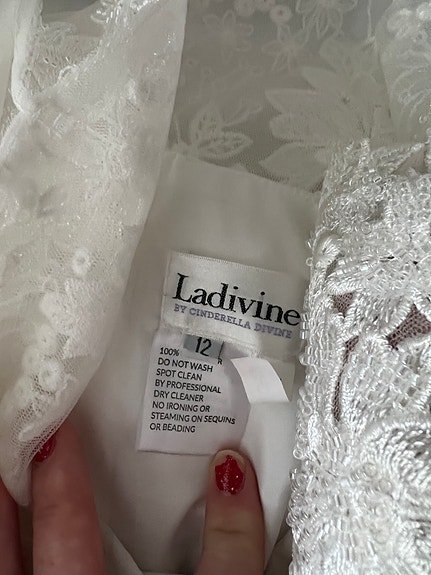 Ladivine
BY CINDERELLA DIVINE
12
R
100%
DO NOT WASH
SPOT CLEAN
BY PROFESSIONAL
DRY CLEANER
NO IRONING OR
STEAMING ON SEQUINS
OR BEADING